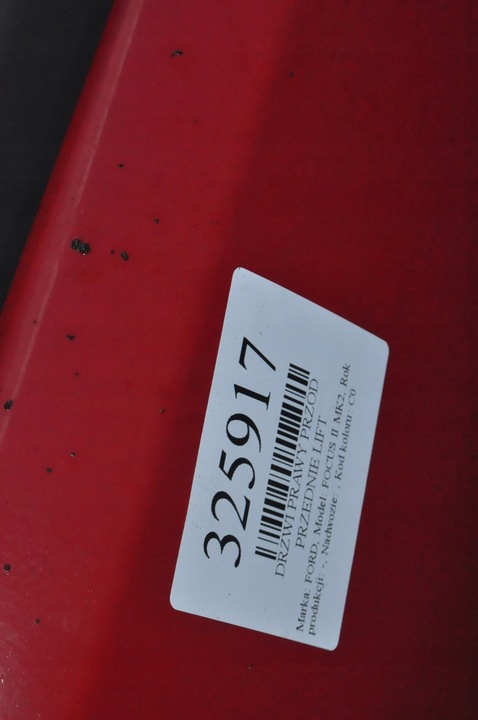 325917
DRZWI PRAWY PRZÓD
PRZEDNIE LIFT
Marka: FORD, Model: FOCUS II MK2, Rok
produkcji: -, Nadwozie: , Kod koloru: C0